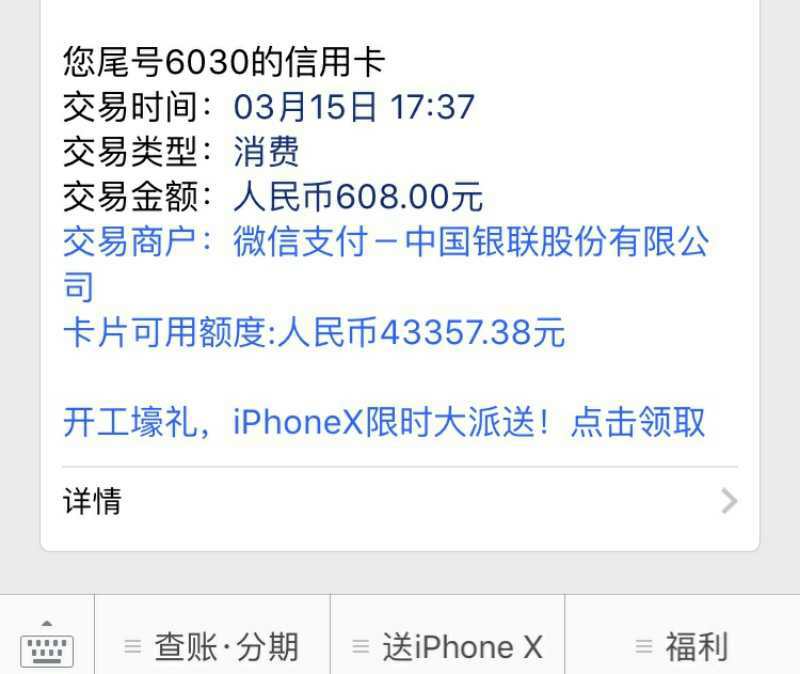 您尾号6030的信用卡
交易时间：03月15日 17:37
交易类型：消费
交易金额：人民币608.00元
交易商户：微信支付－中国银联股份有限公
司
卡片可用额度:人民币43357.38元
开工壕礼，iPhoneX限时大派送！点击领取
详情
查账·分期
送iPhone X
福利